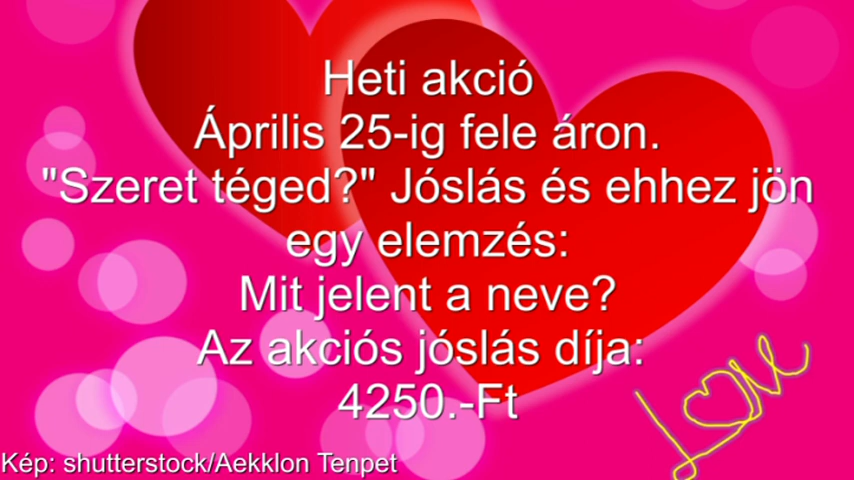 Heti akció
Április 25-ig fele áron.
"Szeret téged?" Jóslás és ehhez jön
egy elemzés:
Mit jelent a neve?
Az akciós jóslás díja:
4250.-Ft
Love
Kép: shutterstock/Aekklon Tenpet